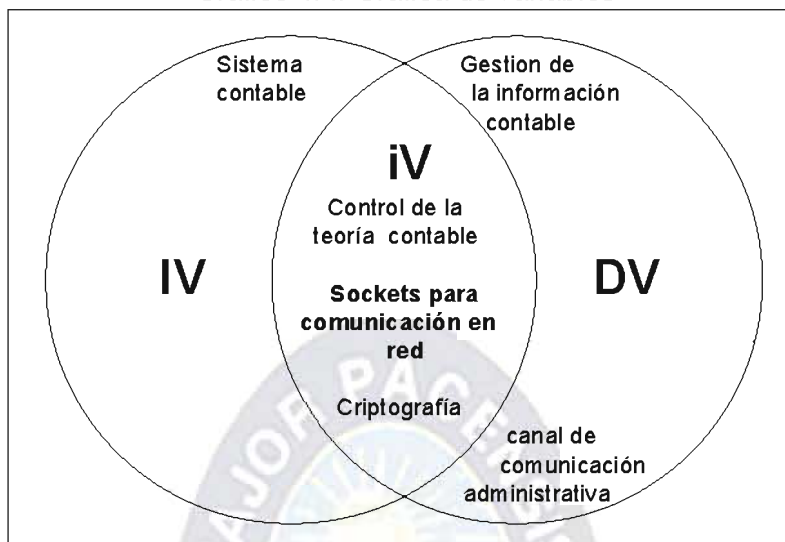 Sistema
contable
Gestion de
la información
contable
iV
Control de la
teoría contable
IV
DV
Sockets para
comunicación en
red
Criptografía
canal de
comunicación
administrativa